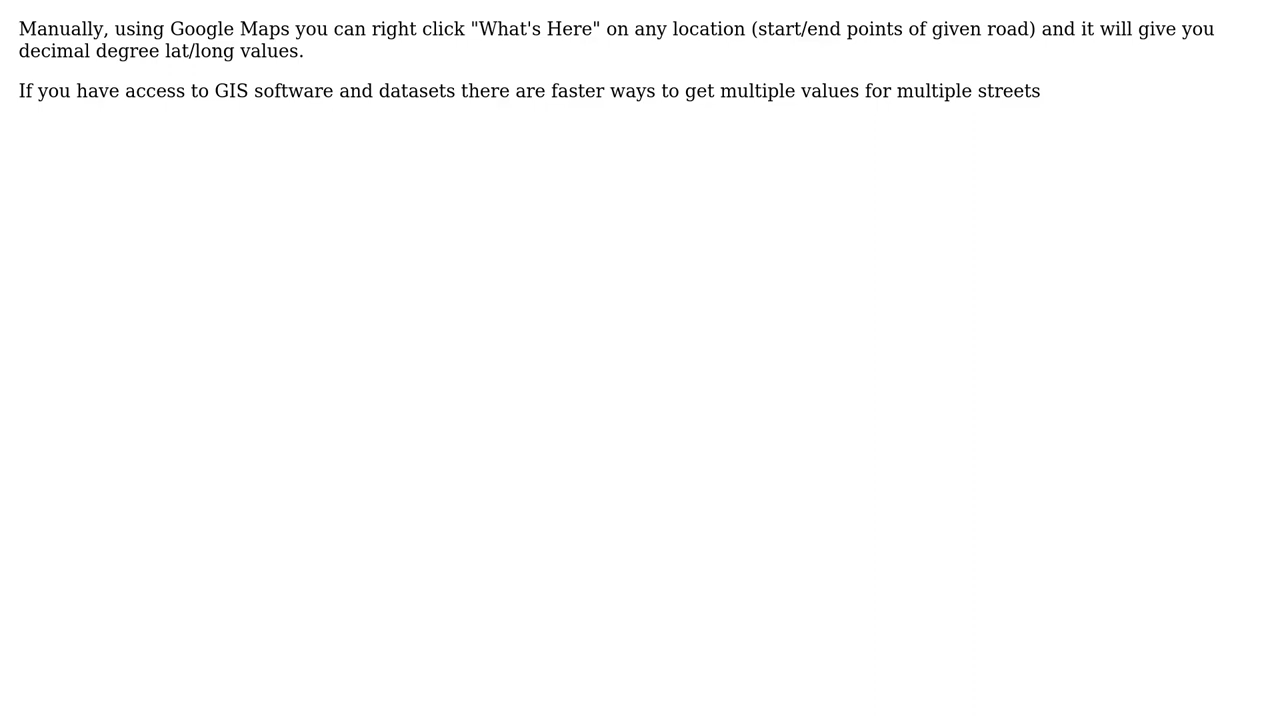 Manually, using Google Maps you can right click "What's Here" on any location (start/end points of given road) and it will give you
decimal degree lat/long values.
If you have access to GIS software and datasets there are faster ways to get multiple values for multiple streets